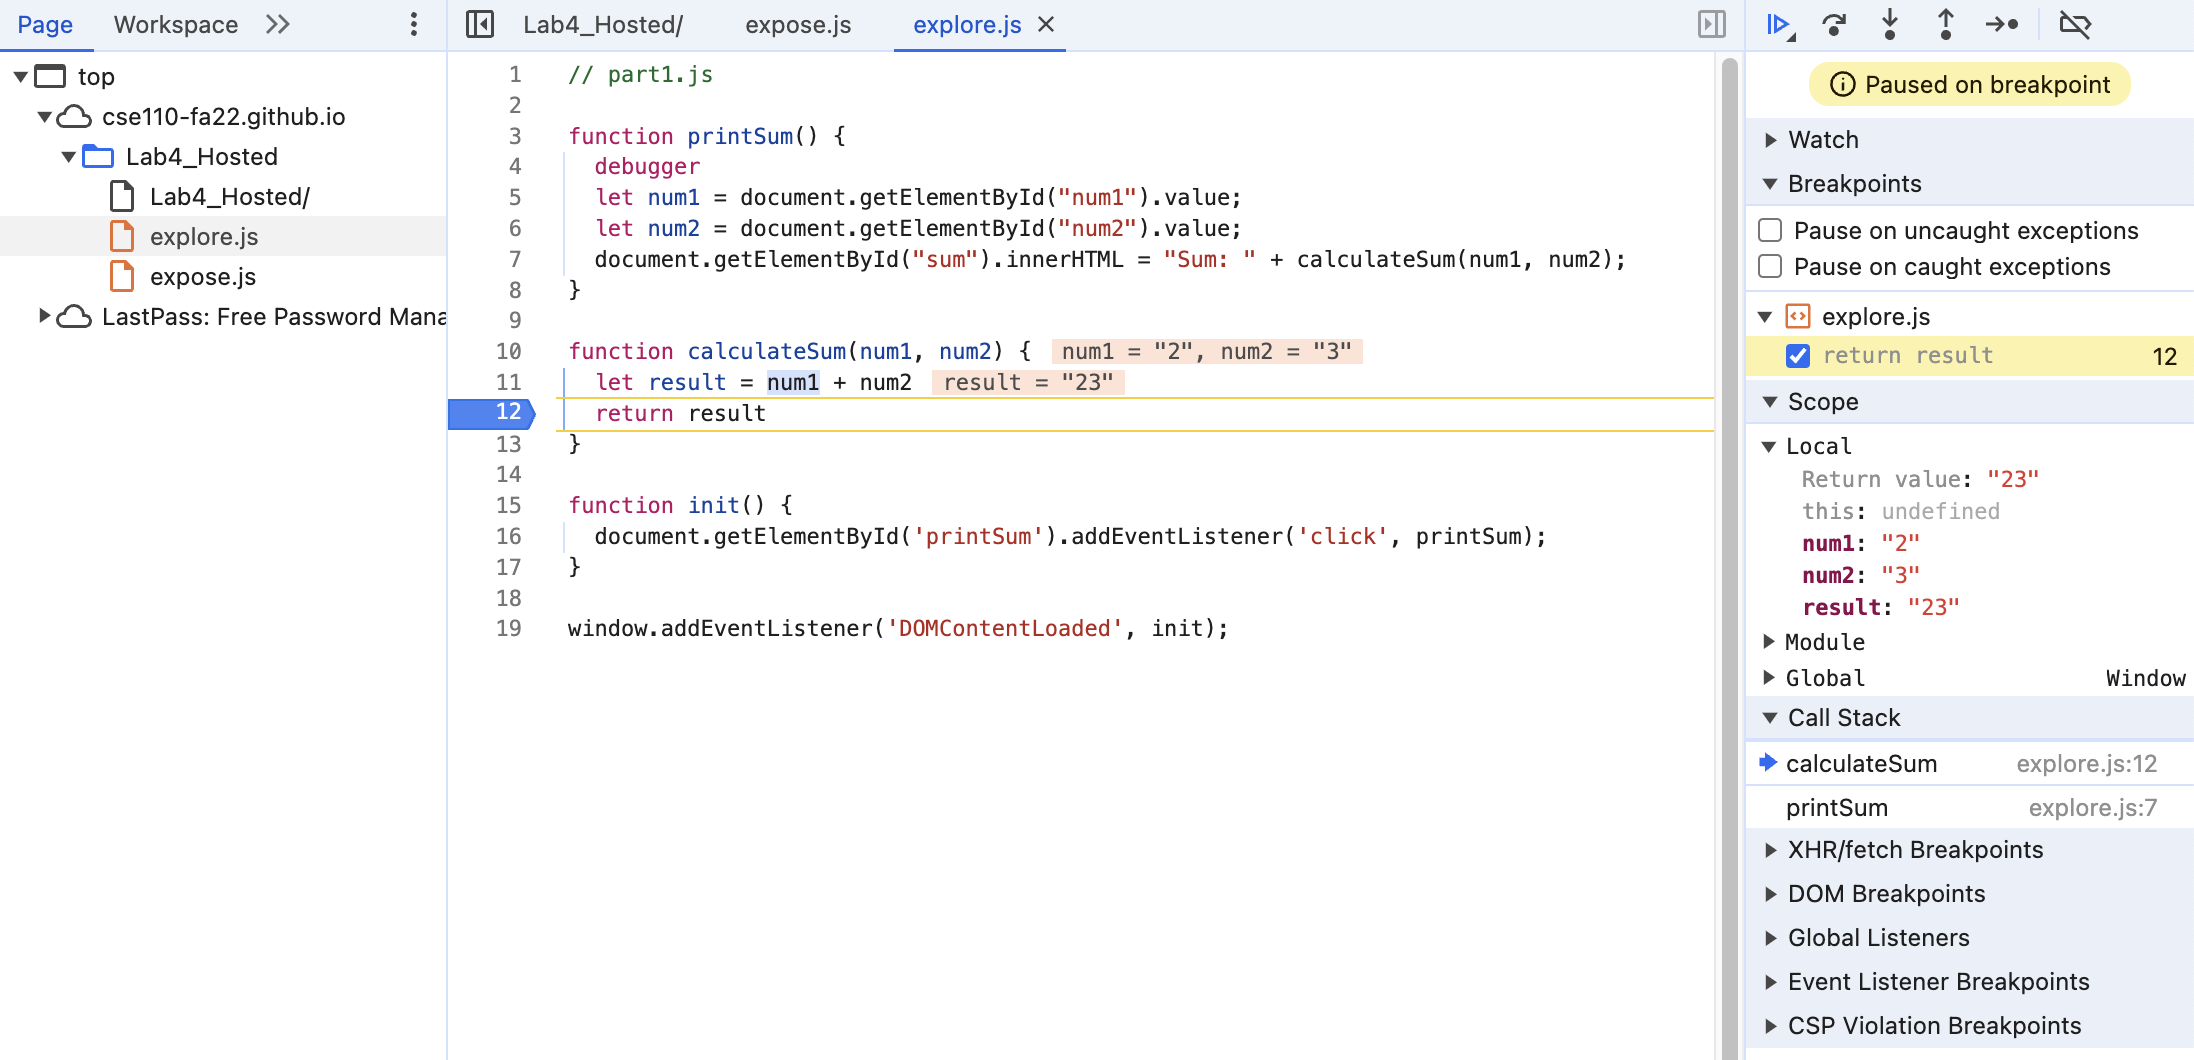 Page Workspace
top
cse110-fa22.github.io
Lab4_Hosted
Lab4_Hosted/
explore.js
expose.js
LastPass: Free Password Mana
Lab4_Hosted/ expose.js explore.js
1 // part1.js
2
3 function printSum() {
4   debugger
5   let num1 = document.getElementById("num1").value;
6   let num2 = document.getElementById("num2").value;
7   document.getElementById("sum").innerHTML = "Sum: " + calculateSum(num1, num2);
8 }
9
10 function calculateSum(num1, num2) { num1 = "2", num2 = "3"
11   let result = num1 + num2 result = "23"
12   return result
13 }
14
15 function init() {
16   document.getElementById('printSum').addEventListener('click', printSum);
17 }
18
19 window.addEventListener('DOMContentLoaded', init);
Paused on breakpoint
Watch
Breakpoints
Pause on uncaught exceptions
Pause on caught exceptions
explore.js
return result 12
Scope
Local
Return value: "23"
this: undefined
num1: "2"
num2: "3"
result: "23"
Module
Global Window
Call Stack
calculateSum explore.js:12
printSum explore.js:7
XHR/fetch Breakpoints
DOM Breakpoints
Global Listeners
Event Listener Breakpoints
CSP Violation Breakpoints